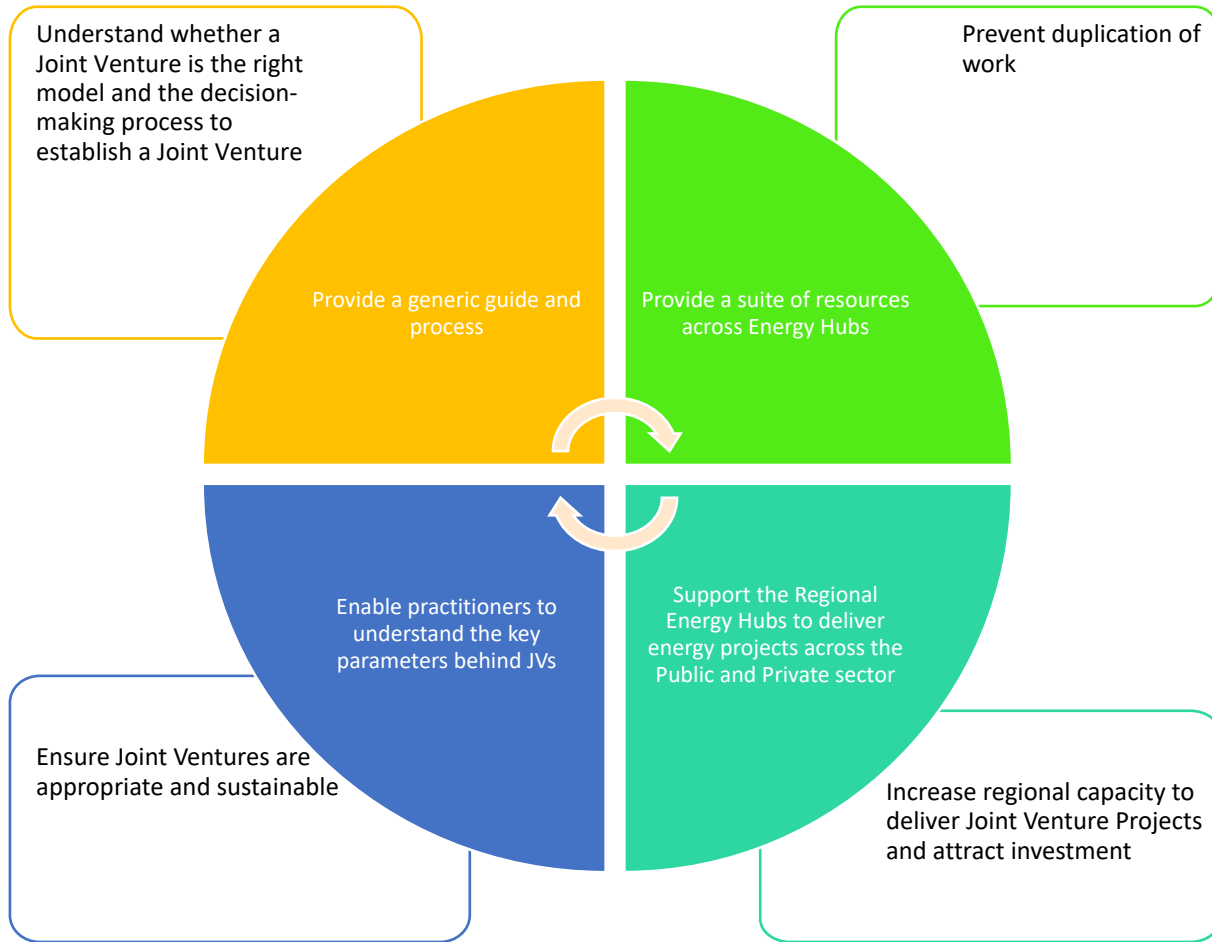 Understand whether a
Joint Venture is the right
model and the decision-
making process to
establish a Joint Venture
Prevent duplication of
work
Provide a generic guide and
process
Provide a suite of resources
across Energy Hubs
Enable practitioners to
understand the key
parameters behind JVs
Support the Regional
Energy Hubs to deliver
energy projects across the
Public and Private sector
Ensure Joint Ventures are
appropriate and sustainable
Increase regional capacity to
deliver Joint Venture Projects
and attract investment